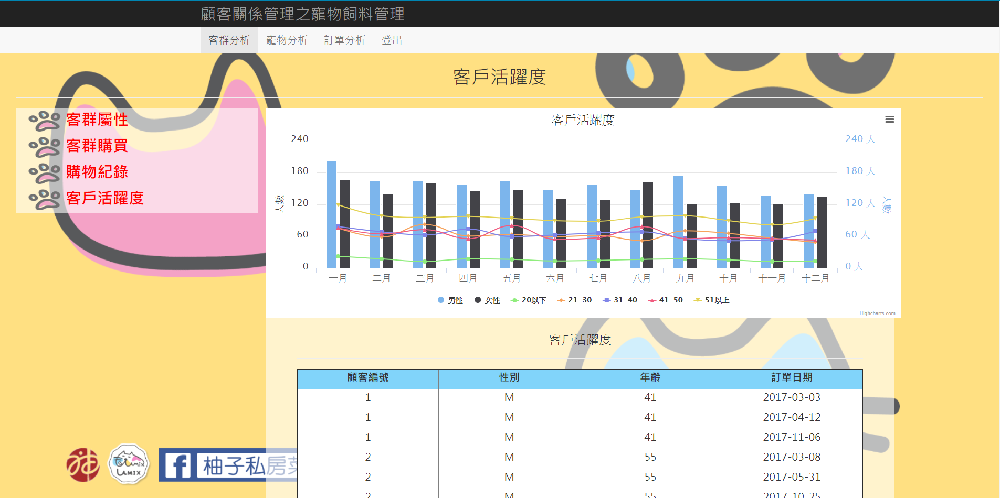 顧客關係管理之寵物飼料管理
客群分析 寵物分析 訂單分析 登出
客戶活躍度
客群屬性
客群購買
購物紀錄
客戶活躍度
客戶活躍度
240
180
120
60
0
人數
240 人
180 人
120 人
60 人
0 人
人數
一月 二月 三月 四月 五月 六月 七月 八月 九月 十月 十一月 十二月
男性 女性 20以下 21-30 31-40 41-50 51以上
Highcharts.com
客戶活躍度
顧客編號 性別 年齡 訂單日期
1 M 41 2017-03-03
1 M 41 2017-04-12
1 M 41 2017-11-06
2 M 55 2017-03-08
2 M 55 2017-05-31
2 M 55 2017-10-25
UMIX
柚子私房菜